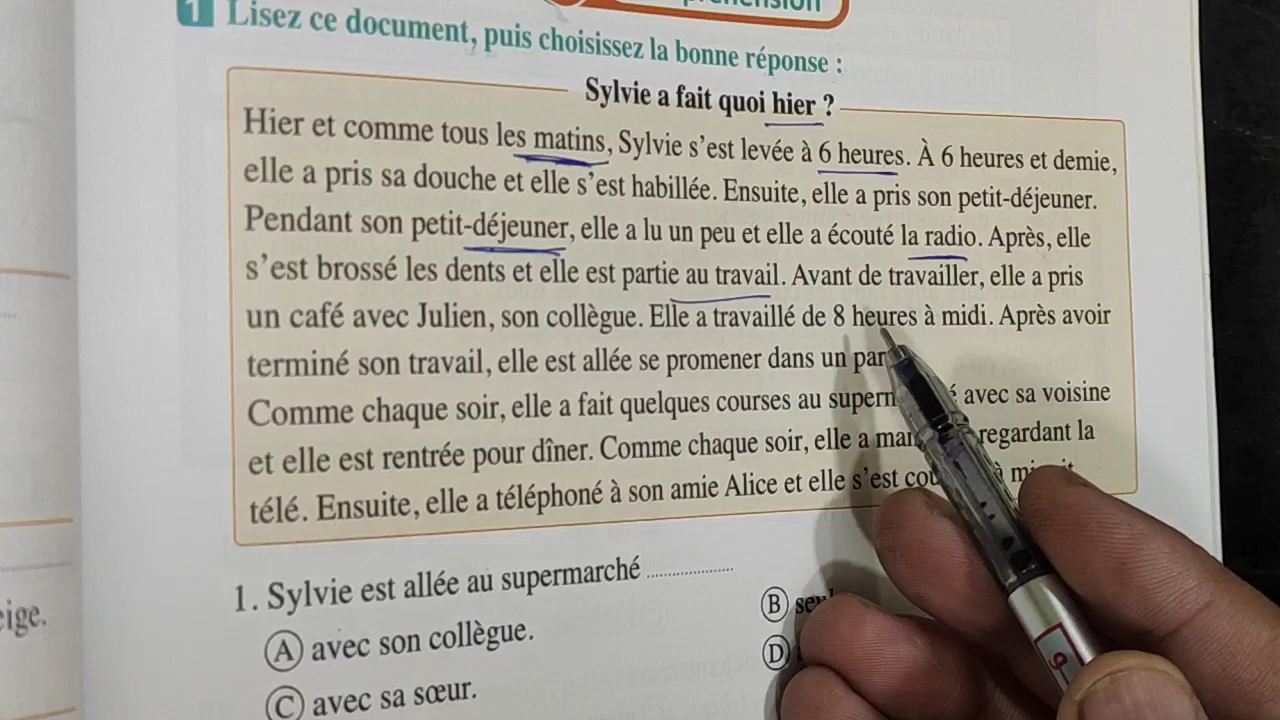 1 Lisez ce document, puis choisissez la bonne réponse :
Sylvie a fait quoi hier ?
Hier et comme tous les matins, Sylvie s'est levée à 6 heures. À 6 heures et demie,
elle a pris sa douche et elle s'est habillée. Ensuite, elle a pris son petit-déjeuner.
Pendant son petit-déjeuner, elle a lu un peu et elle a écouté la radio. Après, elle
s'est brossé les dents et elle est partie au travail. Avant de travailler, elle a pris
un café avec Julien, son collègue. Elle a travaillé de 8 heures à midi. Après avoir
terminé son travail, elle est allée se promener dans un
Comme chaque soir, elle a fait quelques courses au avec sa voisine
et elle est rentrée pour dîner. Comme chaque soir, elle a regardant la
télé. Ensuite, elle a téléphoné à son amie Alice et elle s'est à
1. Sylvie est allée au supermarché ....................
A avec son collègue.
B
C avec sa sœur.
D